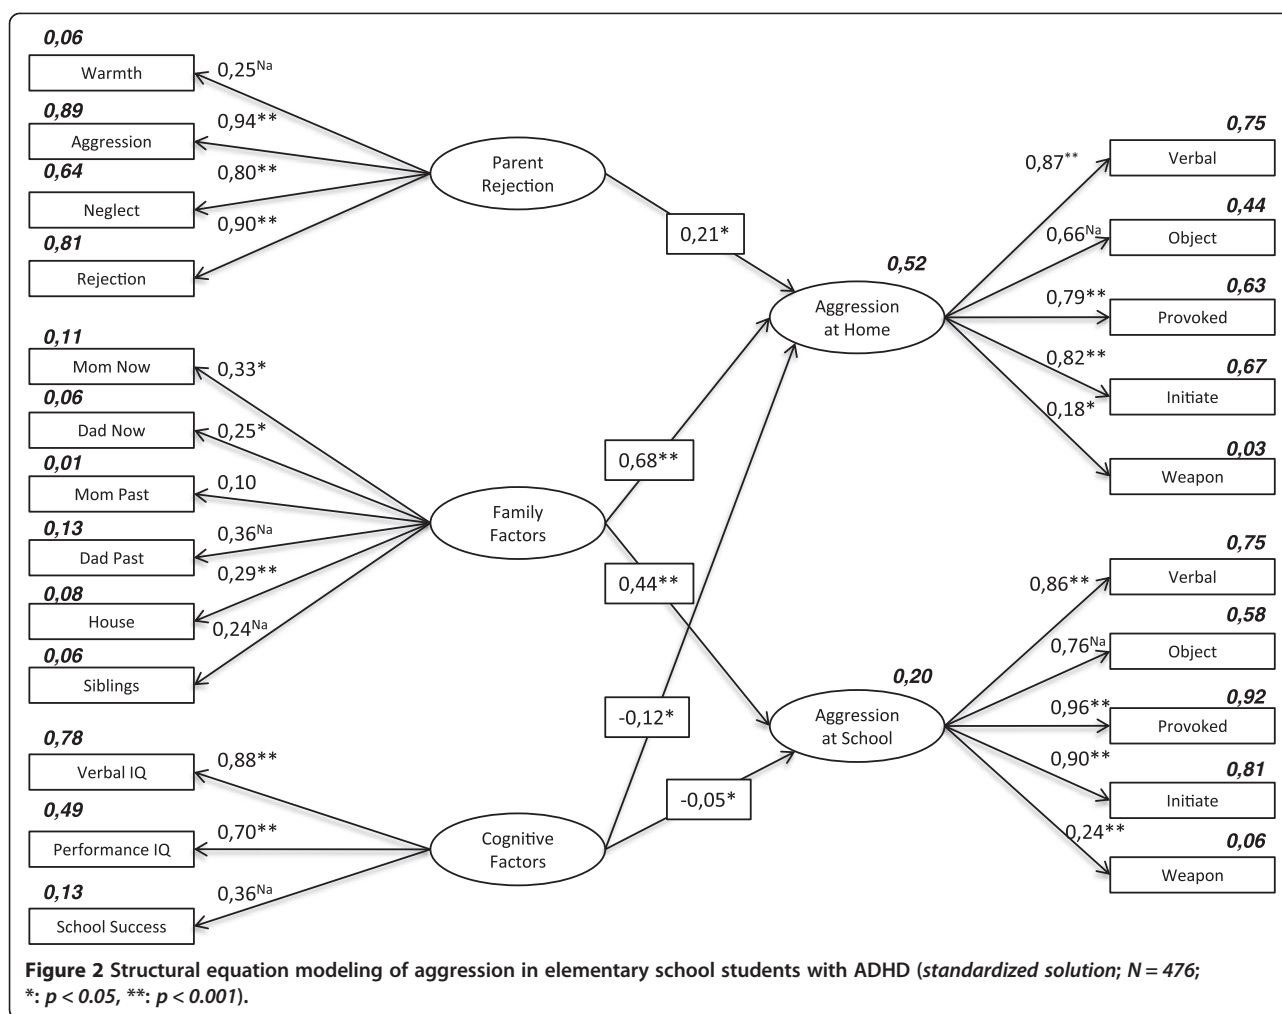 0,06
Warmth
0,25Na
0,89
Aggression
0,94**
0,64
Neglect
0,80**
0,81
Rejection
0,90**
Parent
Rejection
0,21*
0,11
Mom Now
0,33*
0,06
Dad Now
0,25*
0,01
Mom Past
0,10
0,13
Dad Past
0,36Na
0,08
House
0,29**
0,06
Siblings
0,24Na
Family
Factors
0,68**
0,44**
0,78
Verbal IQ
0,88**
0,49
Performance IQ
0,70**
0,13
School Success
0,36Na
Cognitive
Factors
-0,12*
-0,05*
0,52
Aggression
at Home
0,87**
0,75
Verbal
0,66Na
0,44
Object
0,79**
0,63
Provoked
0,82**
0,67
Initiate
0,18*
0,03
Weapon
0,20
Aggression
at School
0,86**
0,75
Verbal
0,76Na
0,58
Object
0,96**
0,92
Provoked
0,90**
0,81
Initiate
0,24**
0,06
Weapon
Figure 2 Structural equation modeling of aggression in elementary school students with ADHD (standardized solution; N = 476;
*: p < 0.05, **: p < 0.001).